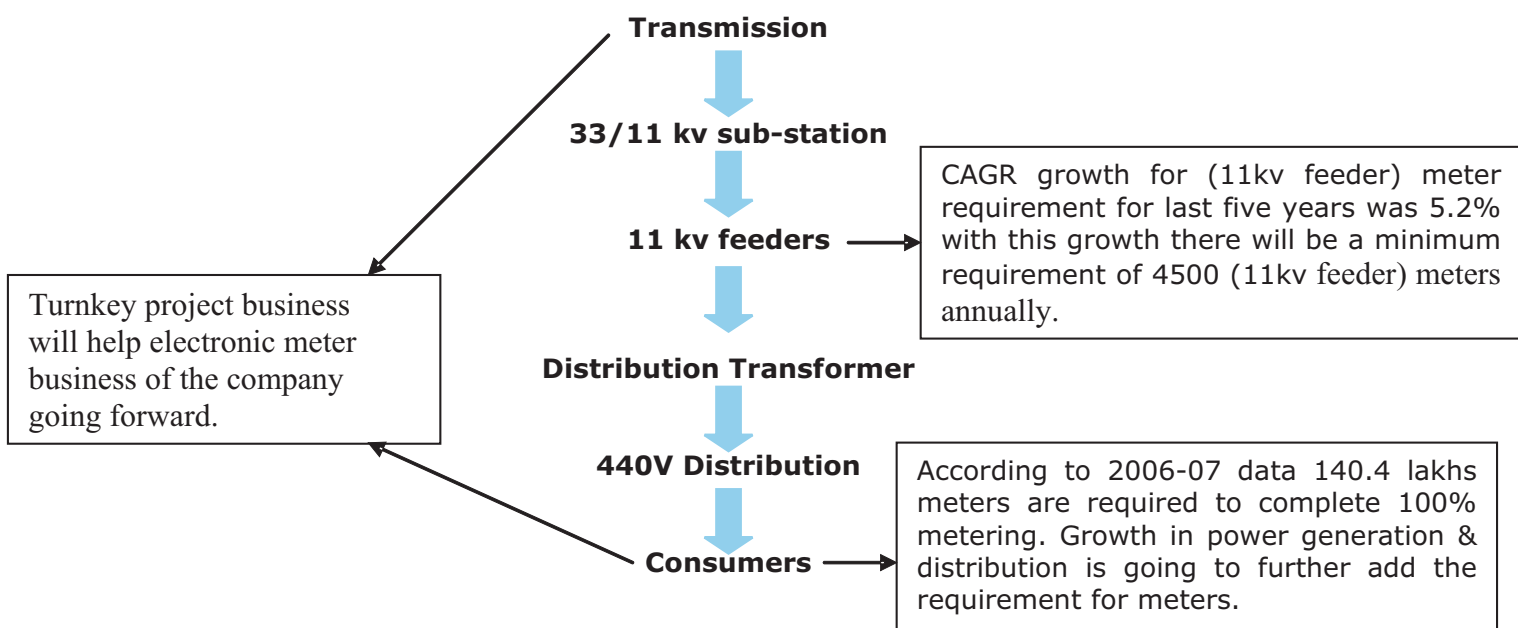 Transmission
33/11 kv sub-station
CAGR growth for (11kv feeder) meter
requirement for last five years was 5.2%
with this growth there will be a minimum
requirement of 4500 (11kv feeder) meters
annually.
11 kv feeders
Turnkey project business
will help electronic meter
business of the company
going forward.
Distribution Transformer
440V Distribution
According to 2006-07 data 140.4 lakhs
meters are required to complete 100%
metering. Growth in power generation &
distribution is going to further add the
requirement for meters.
Consumers